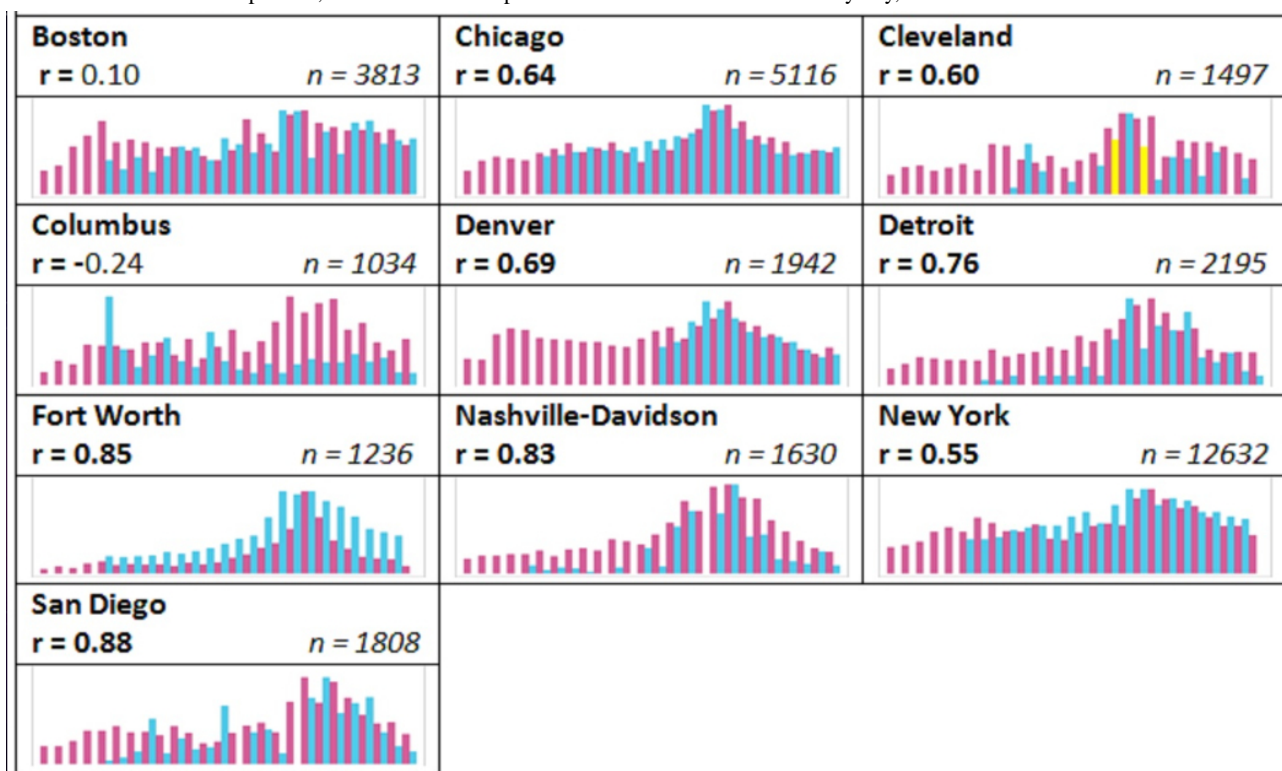 Boston
r = 0.10 n = 3813
Chicago
r = 0.64 n = 5116
Cleveland
r = 0.60 n = 1497
Columbus
r = -0.24 n = 1034
Denver
r = 0.69 n = 1942
Detroit
r = 0.76 n = 2195
Fort Worth
r = 0.85 n = 1236
Nashville-Davidson
r = 0.83 n = 1630
New York
r = 0.55 n = 12632
San Diego
r = 0.88 n = 1808